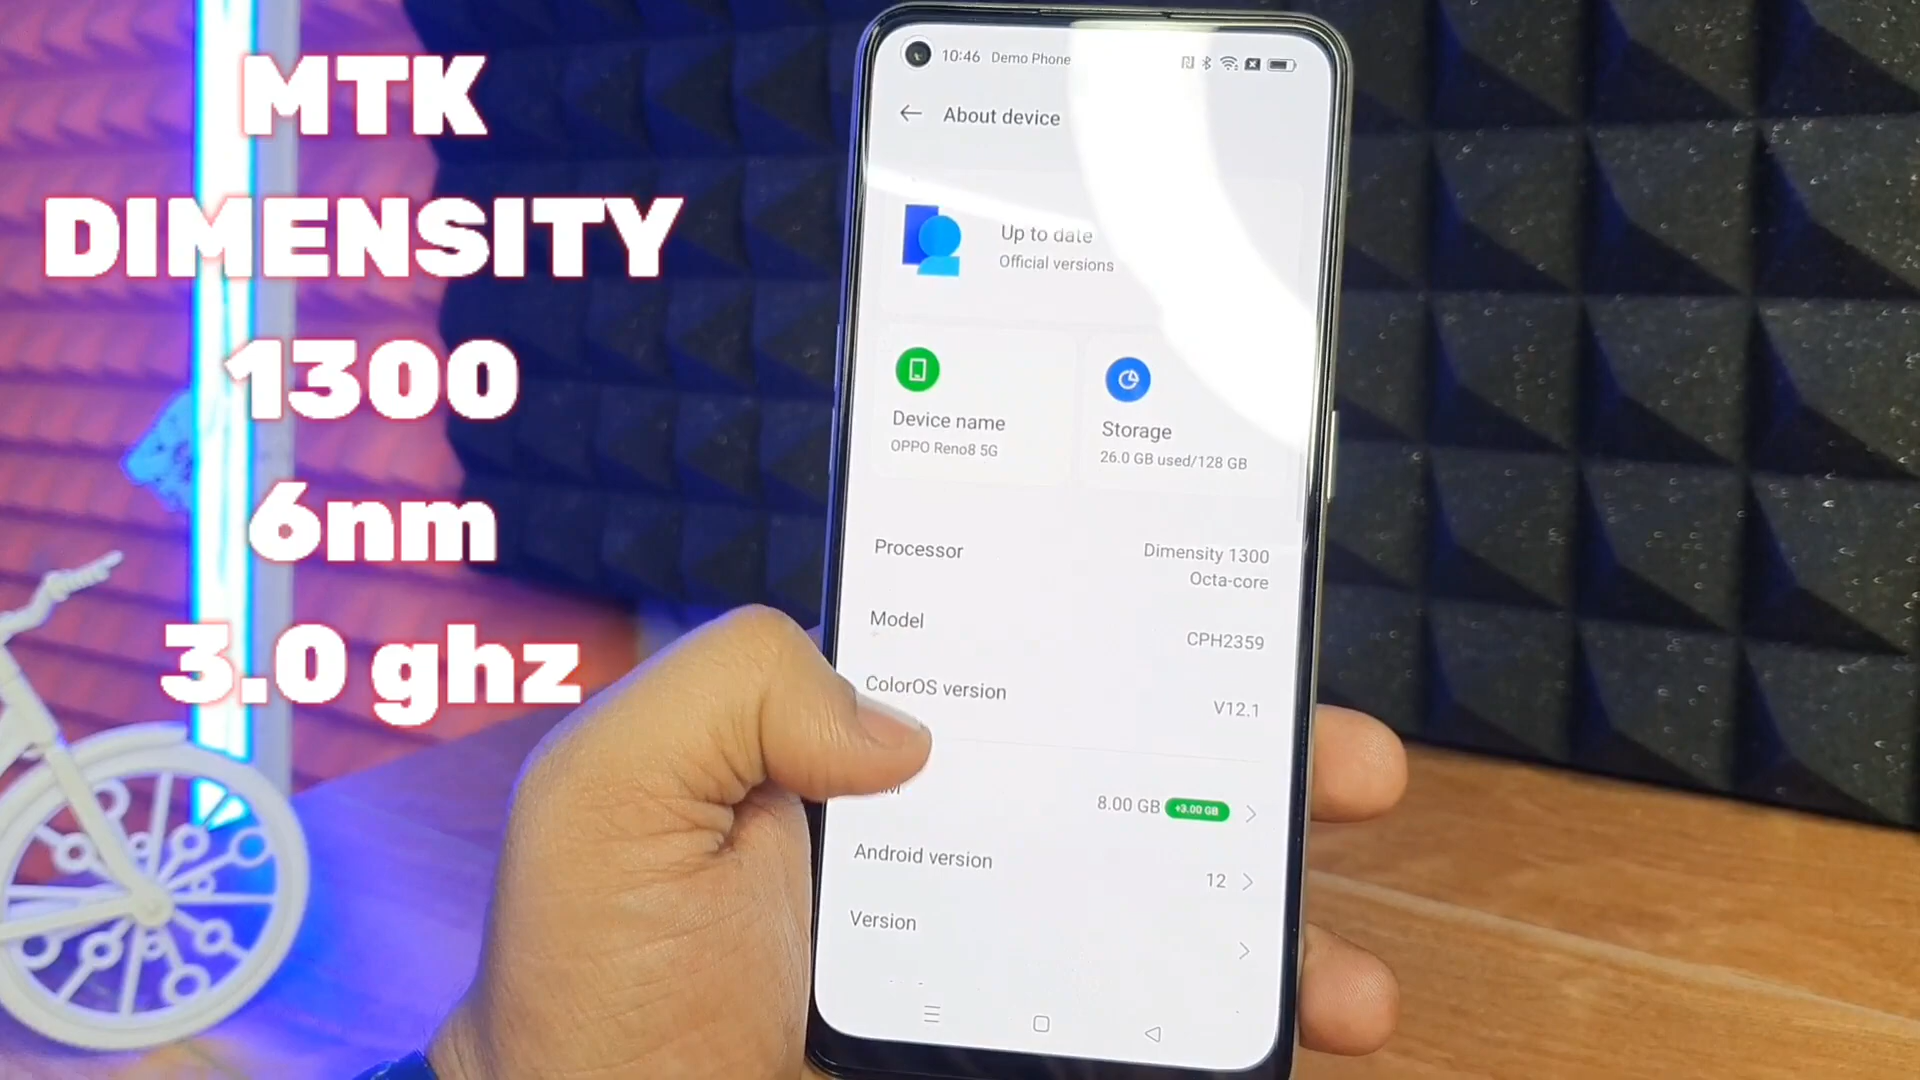 MTK
DIMENSITY
1300
6nm
3.0 ghz
10:46 Demo Phone
About device
Up to date
Official versions
Device name
OPPO Reno8 5G
Storage
26.0 GB used/128 GB
Processor
Dimensity 1300
Octa-core
Model
CPH2359
ColorOS version
V12.1
8.00 GB +3.00 GB
Android version
12
Version